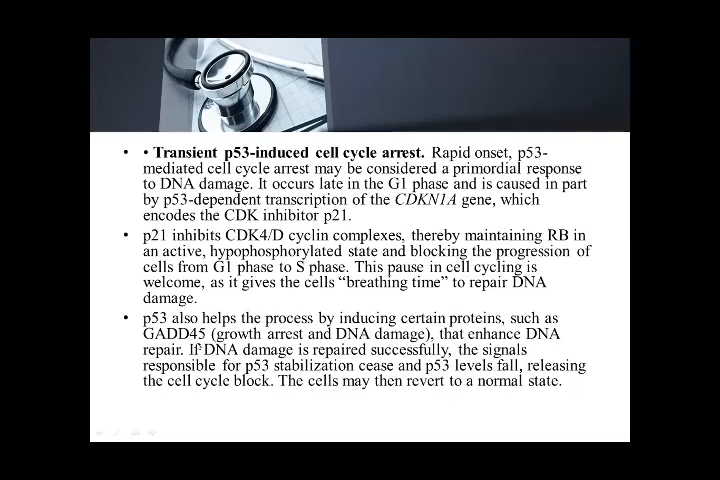 • • Transient p53-induced cell cycle arrest. Rapid onset, p53-
mediated cell cycle arrest may be considered a primordial response
to DNA damage. It occurs late in the G1 phase and is caused in part
by p53-dependent transcription of the CDKN1A gene, which
encodes the CDK inhibitor p21.
• p21 inhibits CDK4/D cyclin complexes, thereby maintaining RB in
an active, hypophosphorylated state and blocking the progression of
cells from G1 phase to S phase. This pause in cell cycling is
welcome, as it gives the cells “breathing time” to repair DNA
damage.
• p53 also helps the process by inducing certain proteins, such as
GADD45 (growth arrest and DNA damage), that enhance DNA
repair. If DNA damage is repaired successfully, the signals
responsible for p53 stabilization cease and p53 levels fall, releasing
the cell cycle block. The cells may then revert to a normal state.